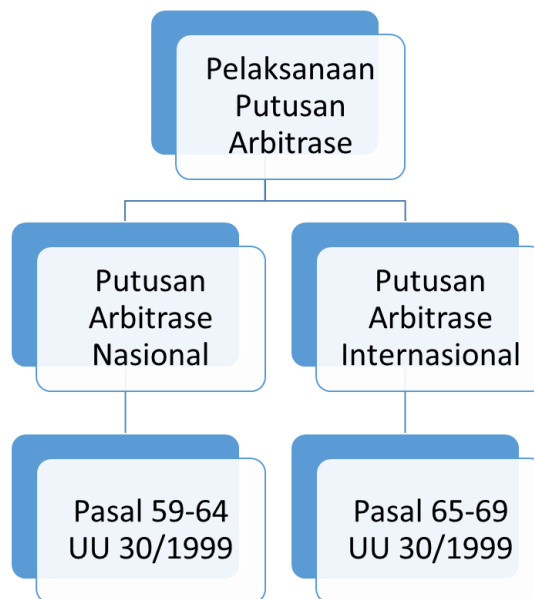 Pelaksanaan
Putusan
Arbitrase
Putusan
Arbitrase
Nasional
Putusan
Arbitrase
Internasional
Pasal 59-64
UU 30/1999
Pasal 65-69
UU 30/1999